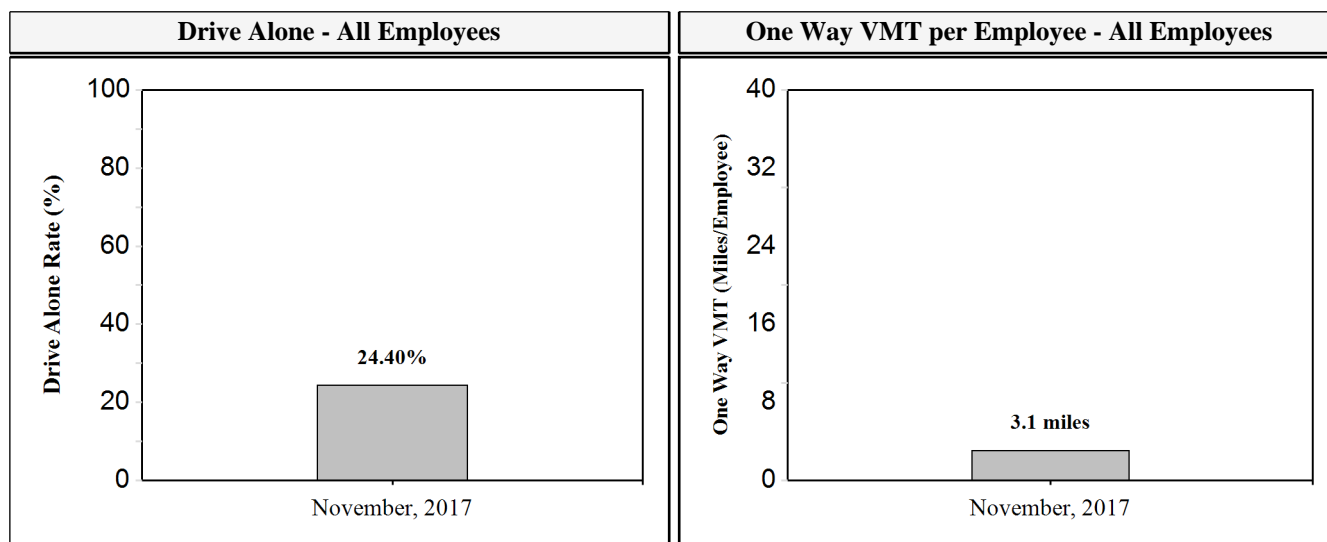 Drive Alone - All Employees
Drive Alone Rate (%)
100
80
60
40
20
0
24.40%
November, 2017
One Way VMT per Employee - All Employees
One Way VMT (Miles/Employee)
40
32
24
16
8
0
3.1 miles
November, 2017